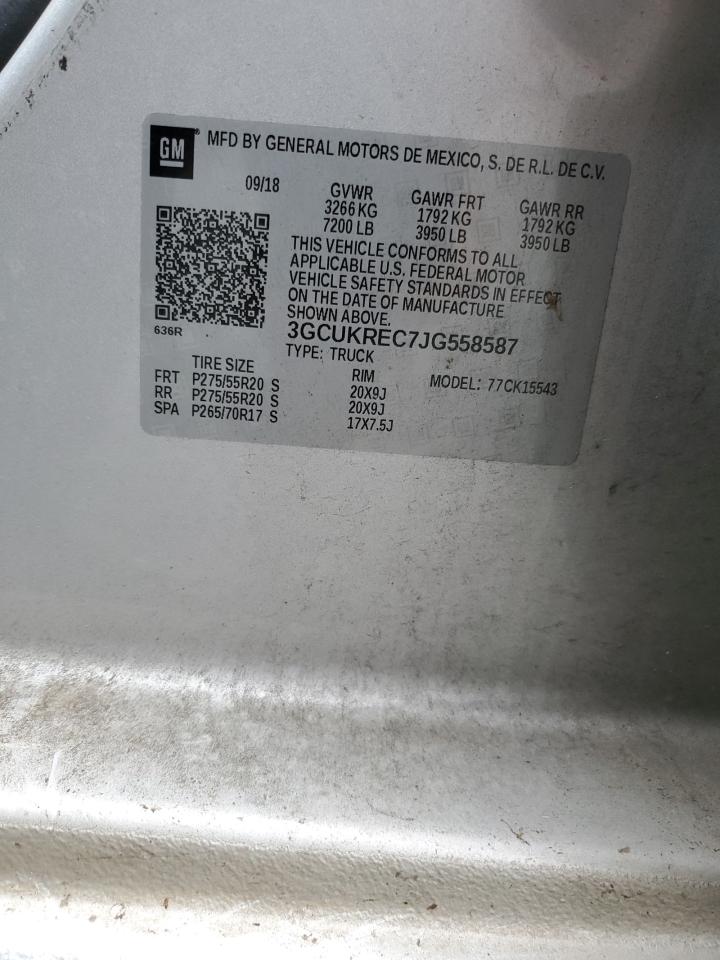 GM® MFD BY GENERAL MOTORS DE MEXICO, S. DE R.L. DE C.V.
09/18 GVWR GAWR FRT GAWR RR
3266 KG 1792 KG 1792 KG
7200 LB 3950 LB 3950 LB
THIS VEHICLE CONFORMS TO ALL
APPLICABLE U.S. FEDERAL MOTOR
VEHICLE SAFETY STANDARDS IN EFFECT
ON THE DATE OF MANUFACTURE
SHOWN ABOVE.
636R
3GCUKREC7JG558587
TYPE: TRUCK
TIRE SIZE RIM MODEL: 77CK15543
FRT P275/55R20 S 20X9J
RR P275/55R20 S 20X9J
SPA P265/70R17 S 17X7.5J